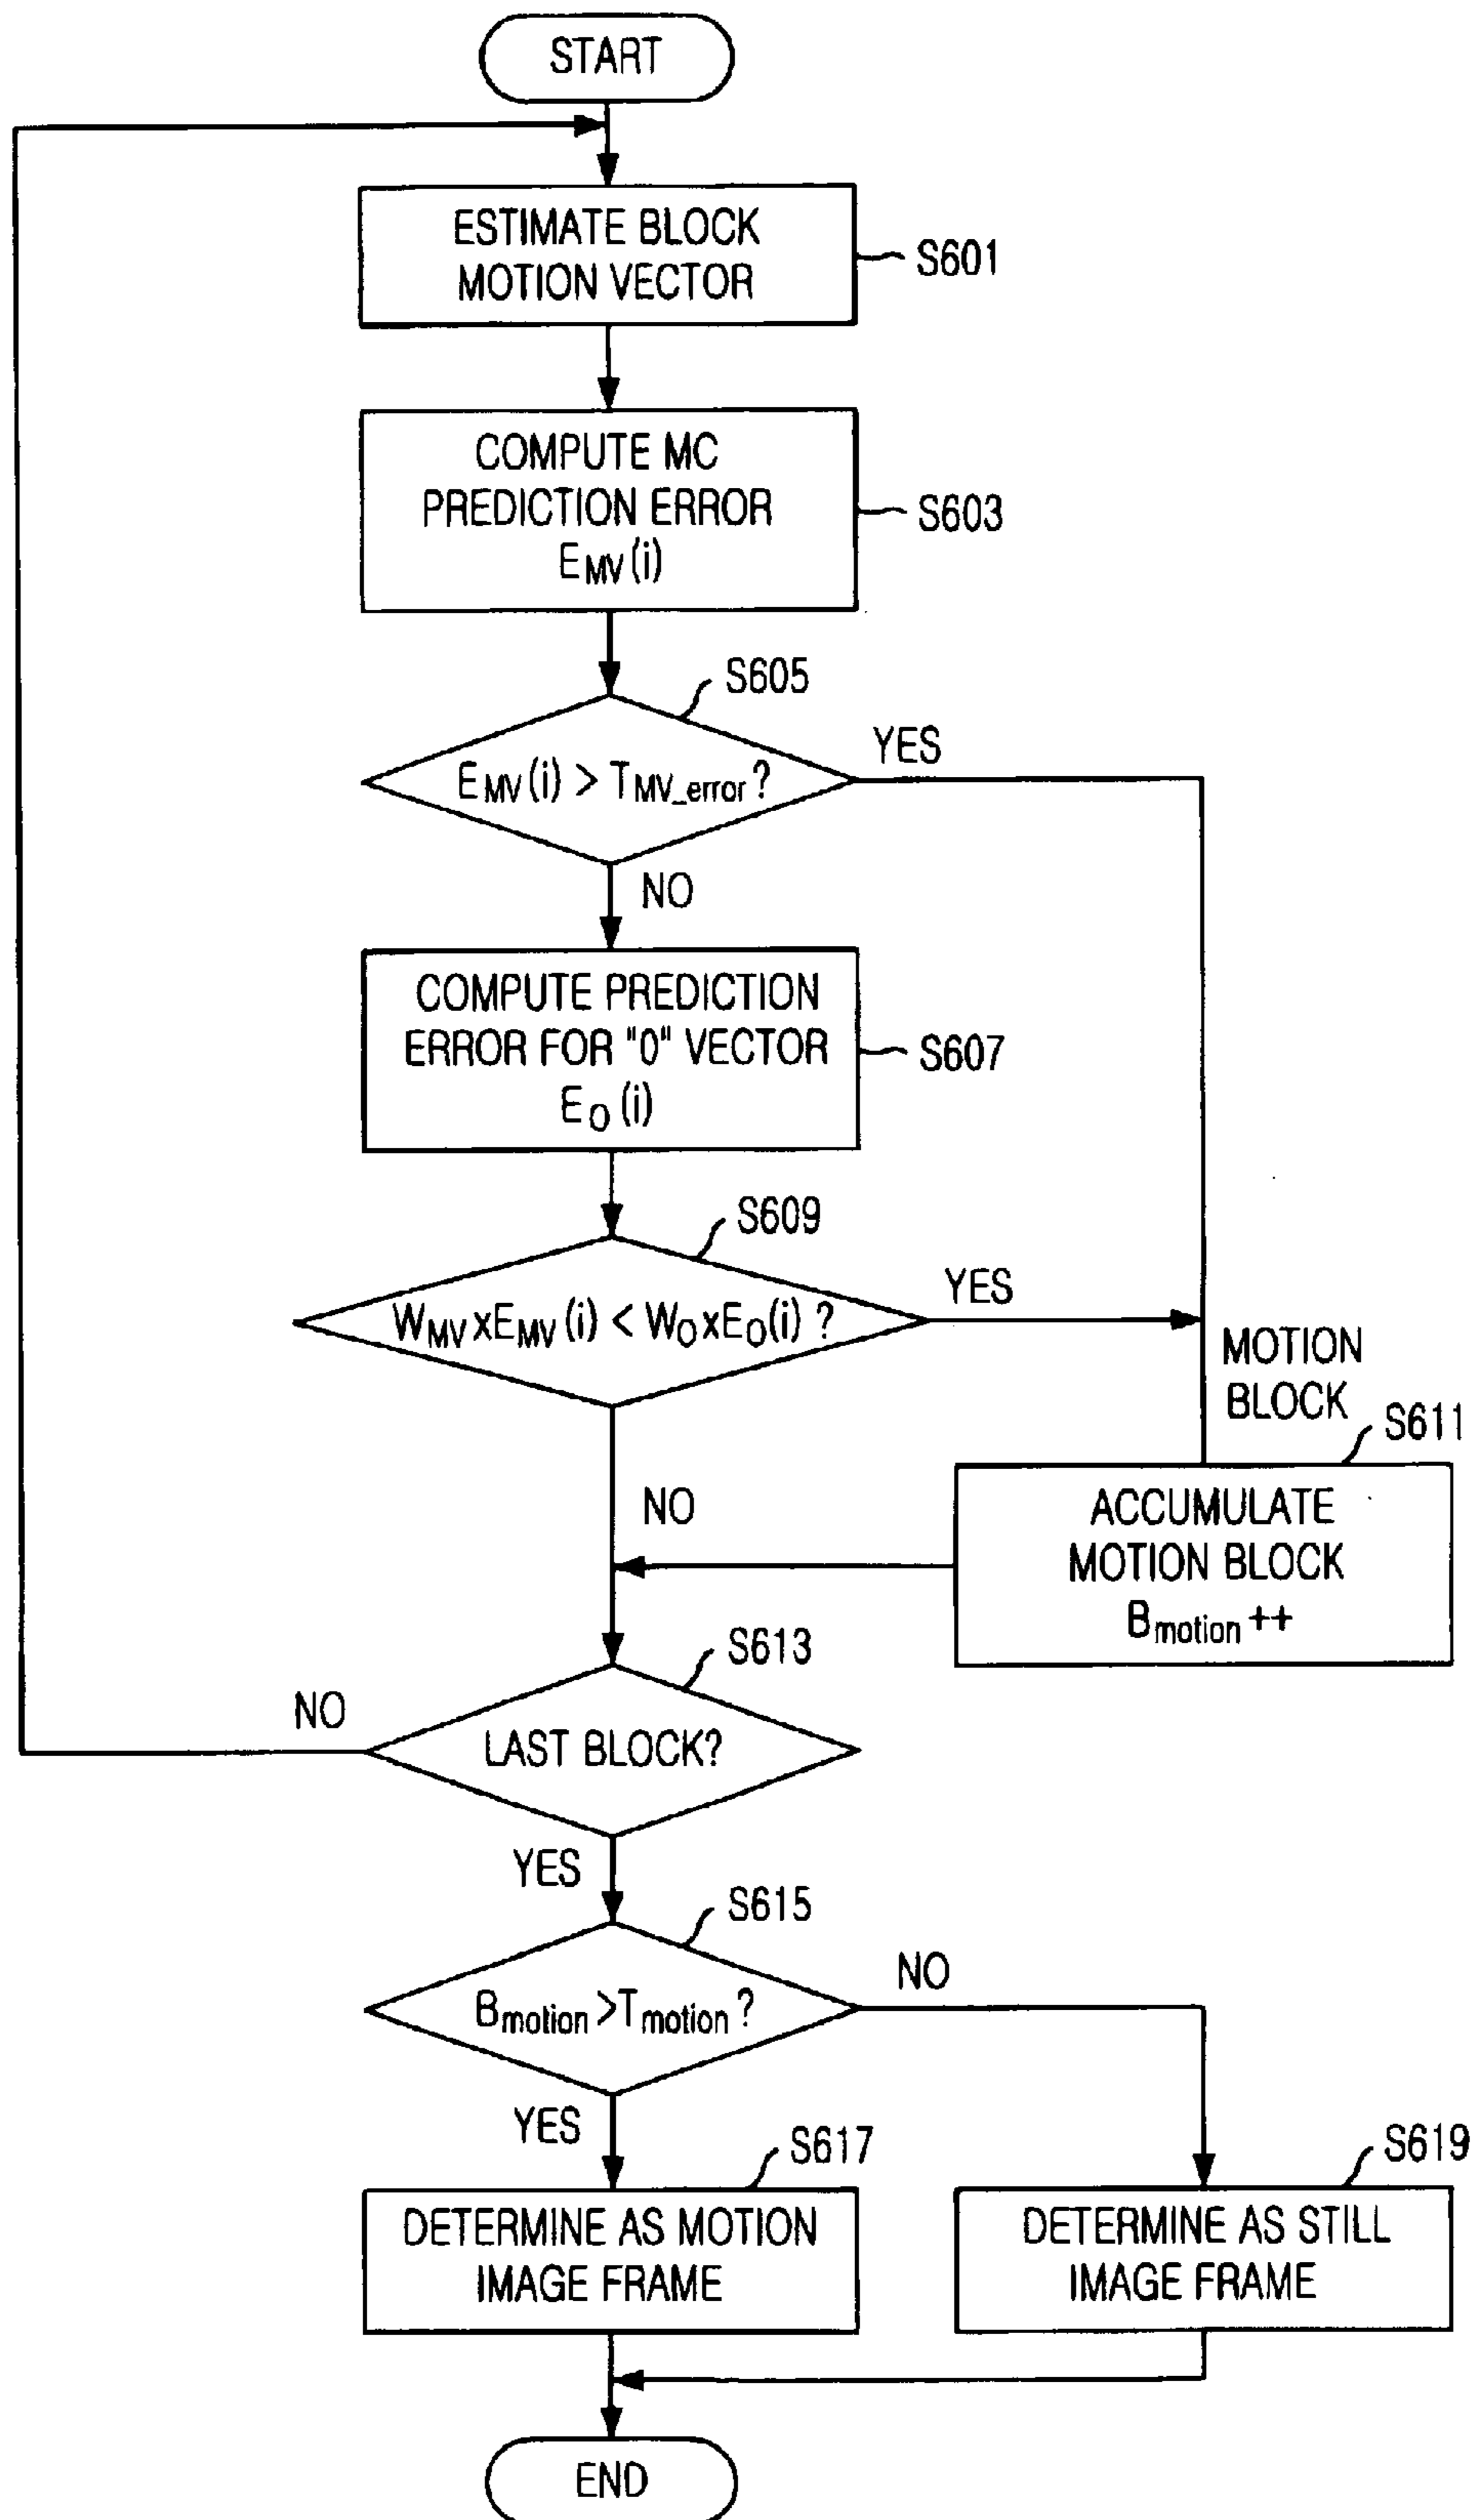 START
ESTIMATE BLOCK
MOTION VECTOR
S601
COMPUTE MC
PREDICTION ERROR
EMV(i)
S603
S605
EMV(i) > TMV_error?
YES
NO
COMPUTE PREDICTION
ERROR FOR "0" VECTOR
EO(i)
S607
S609
WMVxEMV(i) < WOxEO(i) ?
YES
MOTION
BLOCK
S611
NO
ACCUMULATE
MOTION BLOCK
Bmotion++
S613
NO
LAST BLOCK?
YES
S615
Bmotion>Tmotion?
NO
YES
S617
S619
DETERMINE AS MOTION
IMAGE FRAME
DETERMINE AS STILL
IMAGE FRAME
END